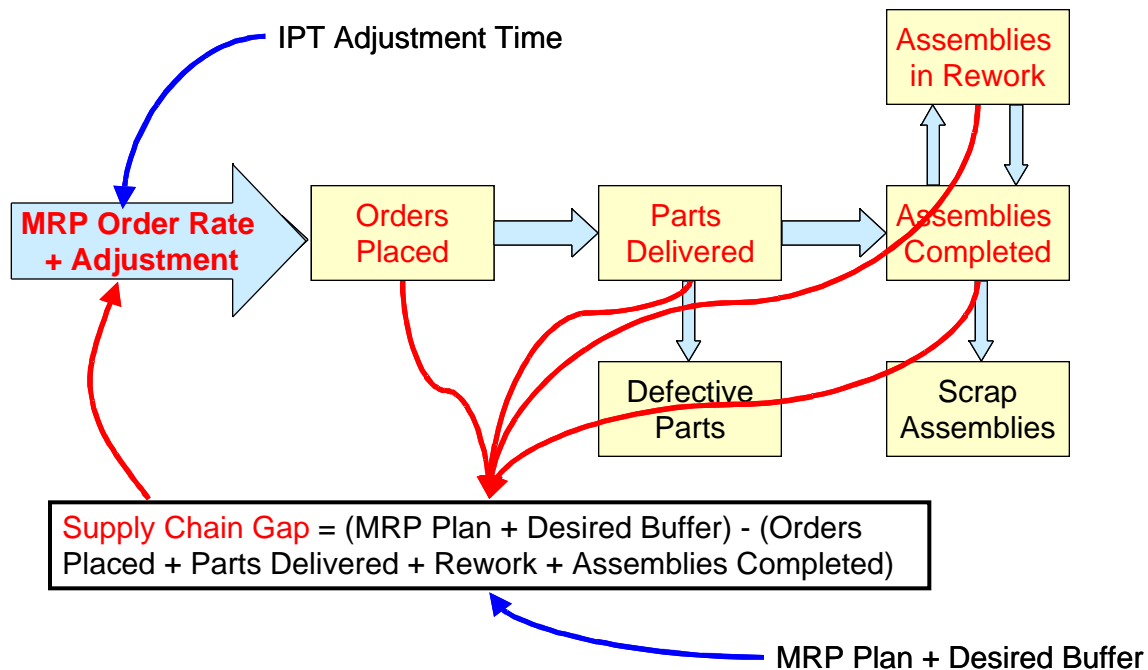 IPT Adjustment Time
Assemblies
in Rework
MRP Order Rate
+ Adjustment
Orders
Placed
Parts
Delivered
Assemblies
Completed
Defective
Parts
Scrap
Assemblies
Supply Chain Gap = (MRP Plan + Desired Buffer) - (Orders
Placed + Parts Delivered + Rework + Assemblies Completed)
MRP Plan + Desired Buffer